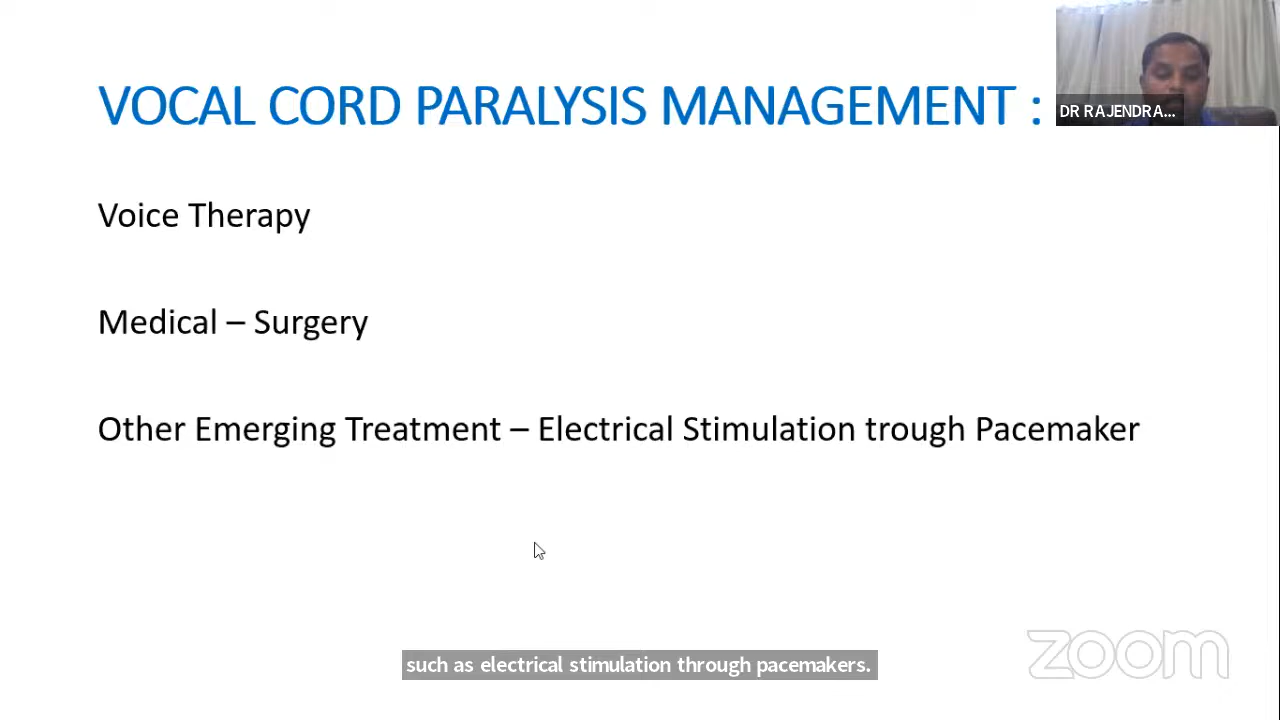 VOCAL CORD PARALYSIS MANAGEMENT :
DR RAJENDRA...
Voice Therapy
Medical – Surgery
Other Emerging Treatment – Electrical Stimulation trough Pacemaker
such as electrical stimulation through pacemakers.
zoom